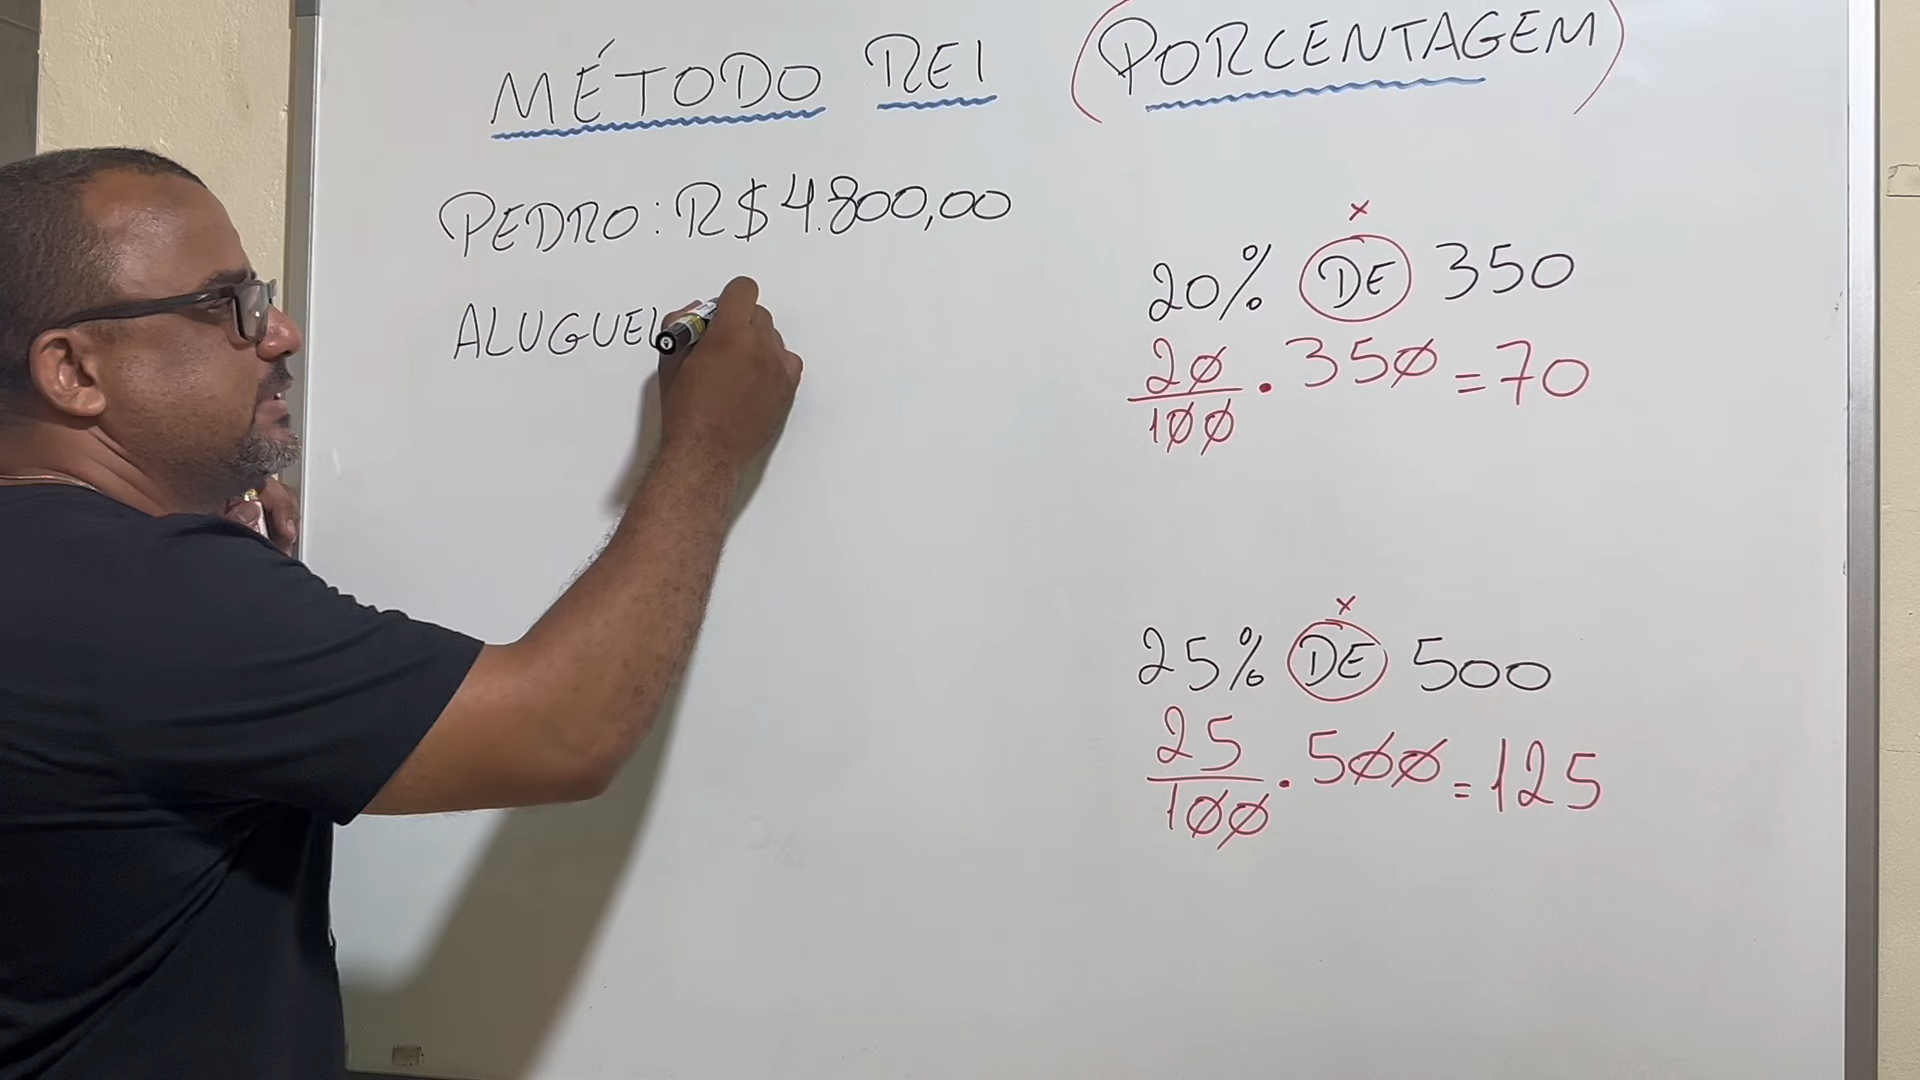 MÉTODO REI (PORCENTAGEM)
PEDRO: R$ 4.800,00
ALUGUEL
x
20% DE 350
20/100 . 350 = 70
x
25% DE 500
25/100 . 500 = 125